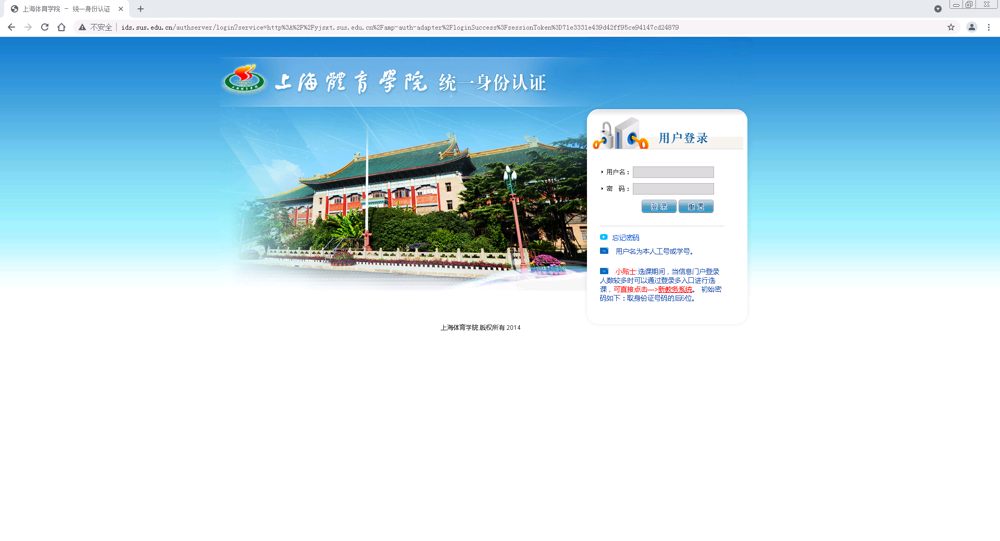 上海体育学院 － 统一身份认证
不安全 ids.sus.edu.cn/authserver/login?service=http%3A%2F%2Fyjsxt.sus.edu.cn%2Famp-auth-adapter%2FloginSuccess%3FsessionToken%3D71e3331e439d42ff95ce94147cd24879
1952
上海體育學院 统一身份认证
用户登录
用户名：
密 码：
登 录 重 置
忘记密码
用户名为本人工号或学号。
小贴士:选课期间，当信息门户登录
人数较多时可以通过登录多入口进行选
课，可直接点击—>新教务系统。 初始密
码如下：取身份证号码的后6位。
上海体育学院 版权所有 2014